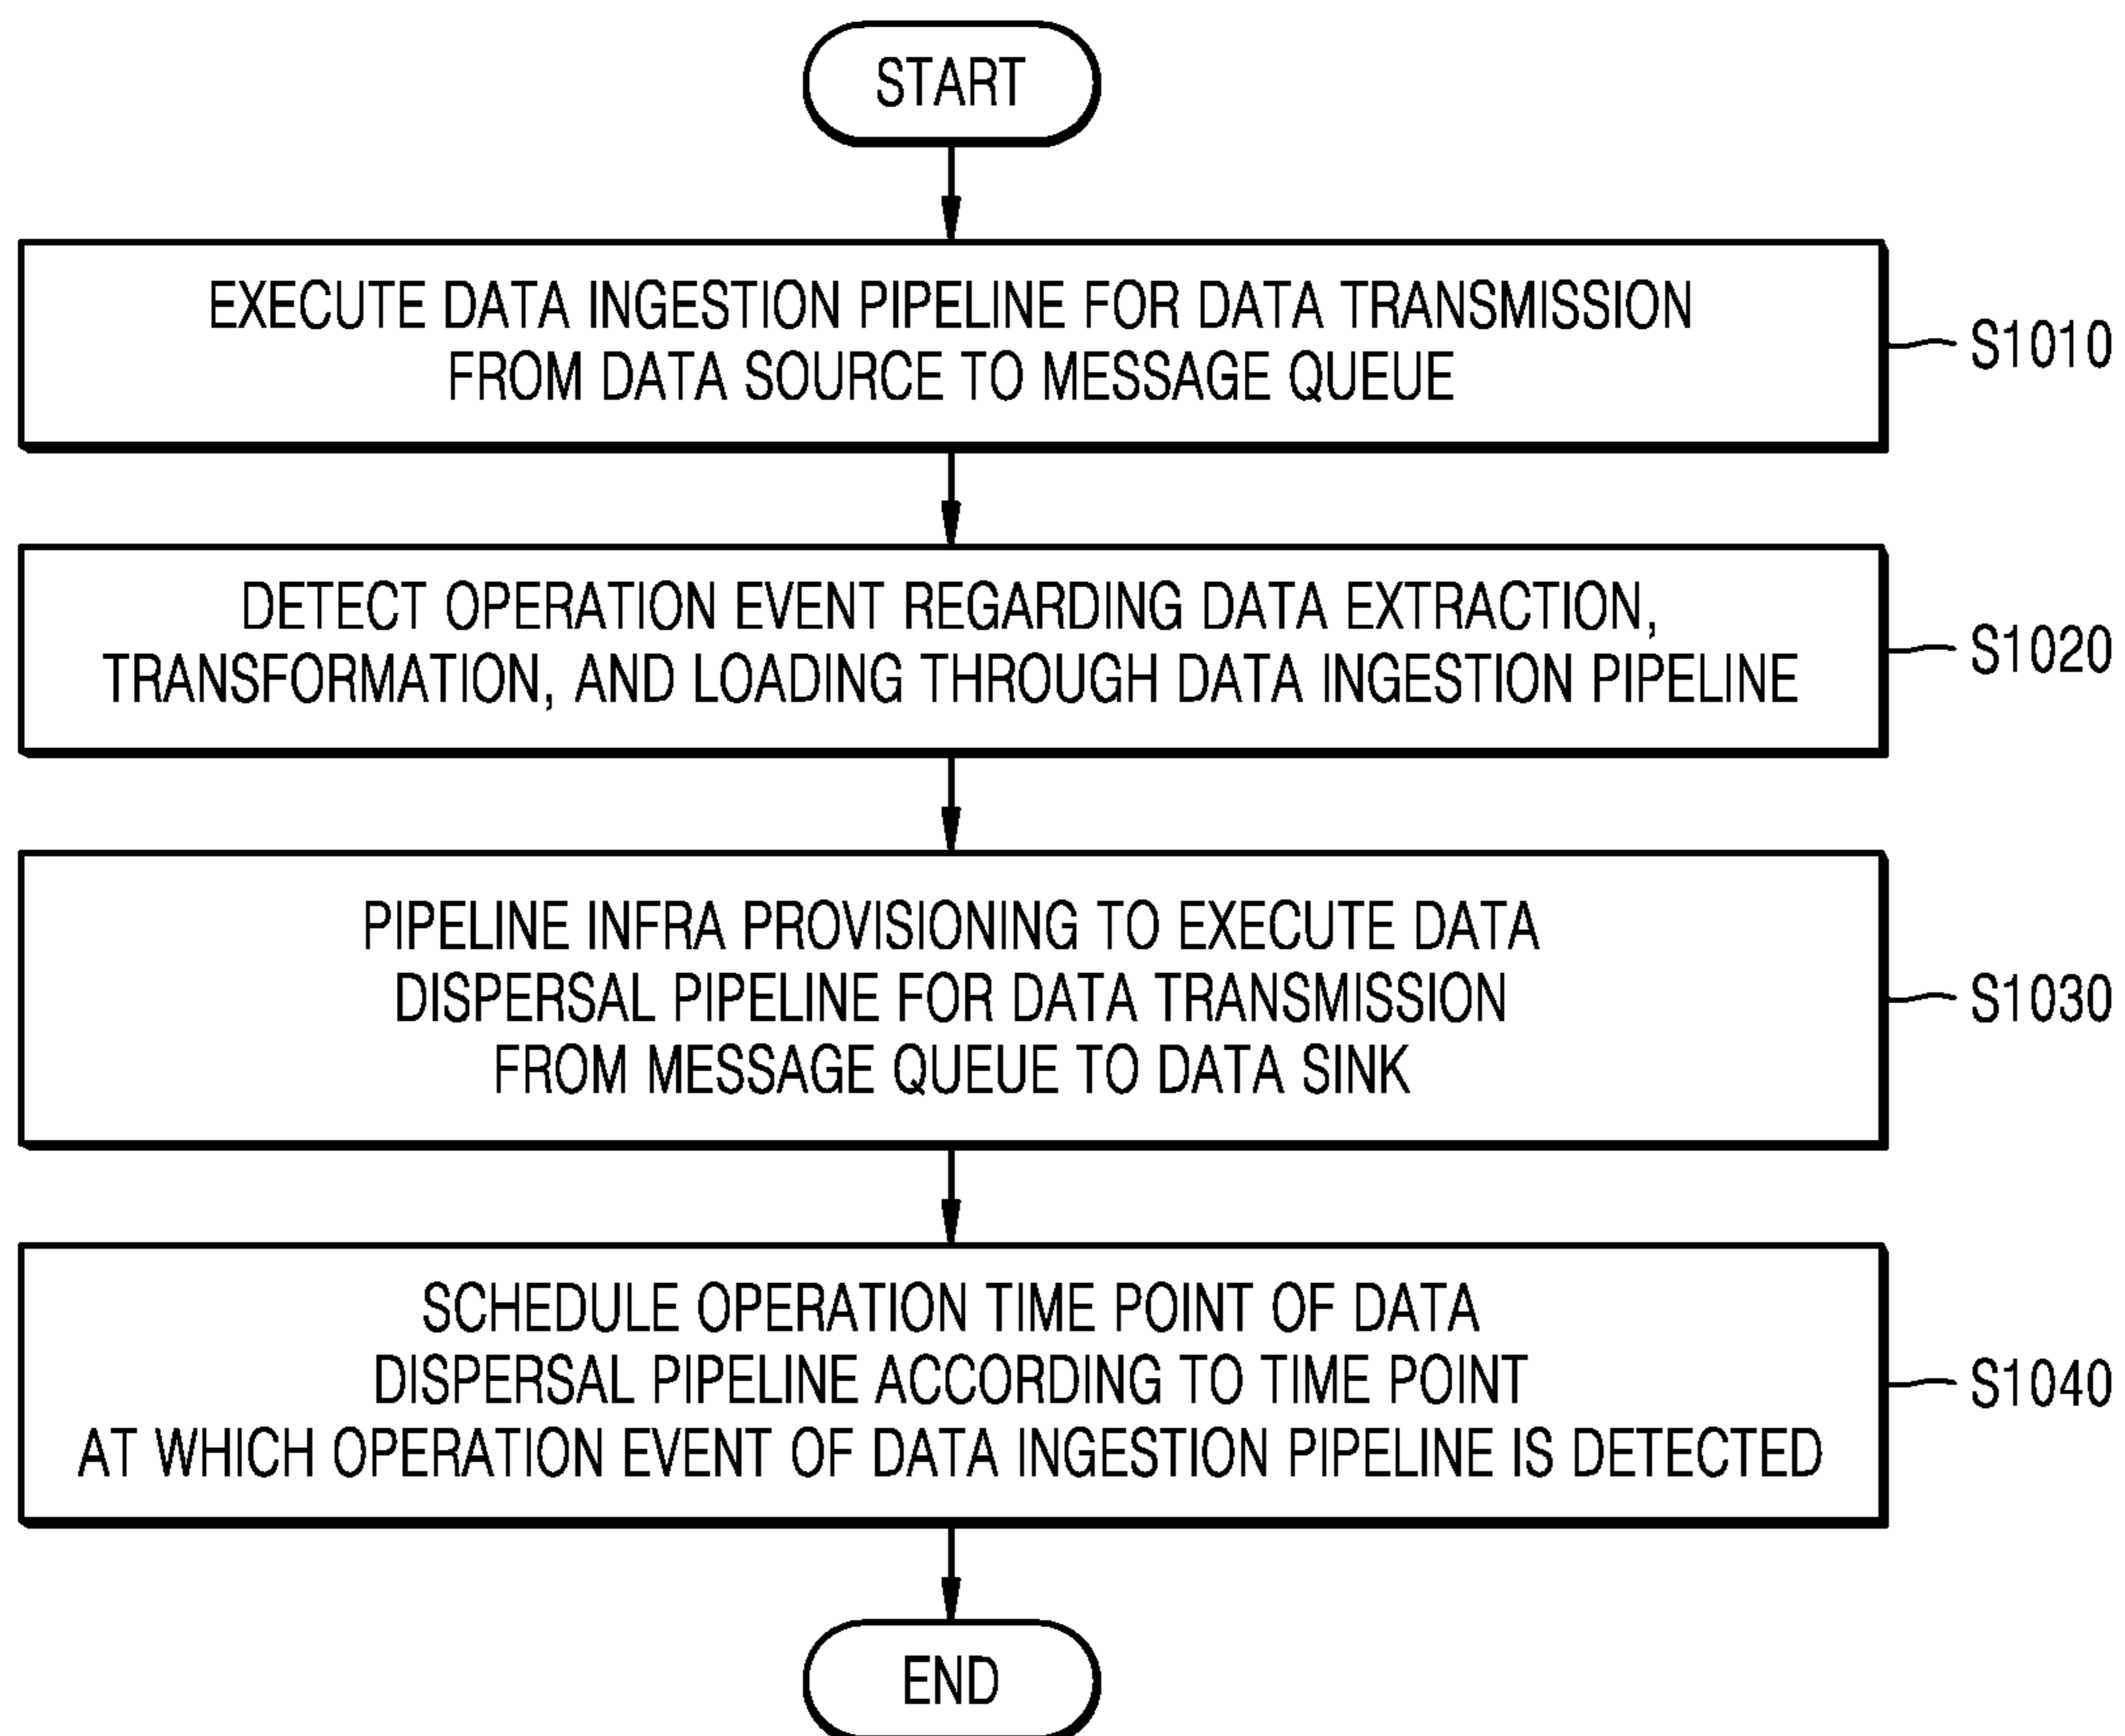 START
EXECUTE DATA INGESTION PIPELINE FOR DATA TRANSMISSION
FROM DATA SOURCE TO MESSAGE QUEUE
S1010
DETECT OPERATION EVENT REGARDING DATA EXTRACTION,
TRANSFORMATION, AND LOADING THROUGH DATA INGESTION PIPELINE
S1020
PIPELINE INFRA PROVISIONING TO EXECUTE DATA
DISPERSAL PIPELINE FOR DATA TRANSMISSION
FROM MESSAGE QUEUE TO DATA SINK
S1030
SCHEDULE OPERATION TIME POINT OF DATA
DISPERSAL PIPELINE ACCORDING TO TIME POINT
AT WHICH OPERATION EVENT OF DATA INGESTION PIPELINE IS DETECTED
S1040
END